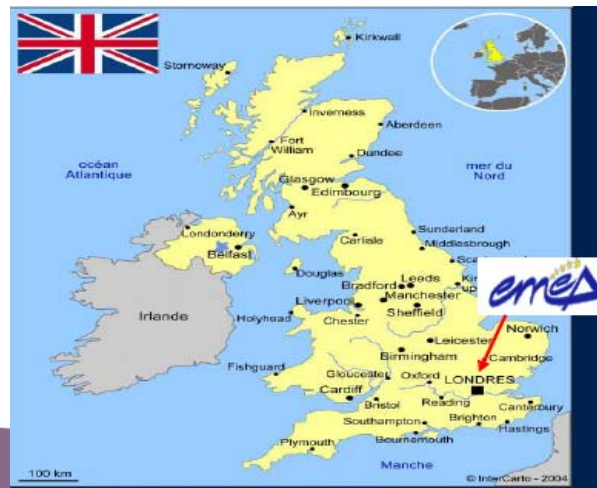 Kirkwall
Stornoway
Inverness
Aberdeen
Fort
William
océan
Atlantique
Dundee
mer du
Nord
Glasgow
Edimbourg
Ayr
Londonderry
Belfast
Carlisle
Sunderland
Middlesbrough
Douglas
Leeds
Bradford
emea
Liverpool
Manchester
Irlande
Holyhead
Chester
Sheffield
Norwich
Leicester
Birmingham
Cambridge
Fishguard
Gloucester
Oxford
LONDRES
Cardiff
Bristol
Reading
Canterbury
Southampton
Brighton
Hastings
Plymouth
Bournemouth
Manche
100 km
© InterCarto - 2004